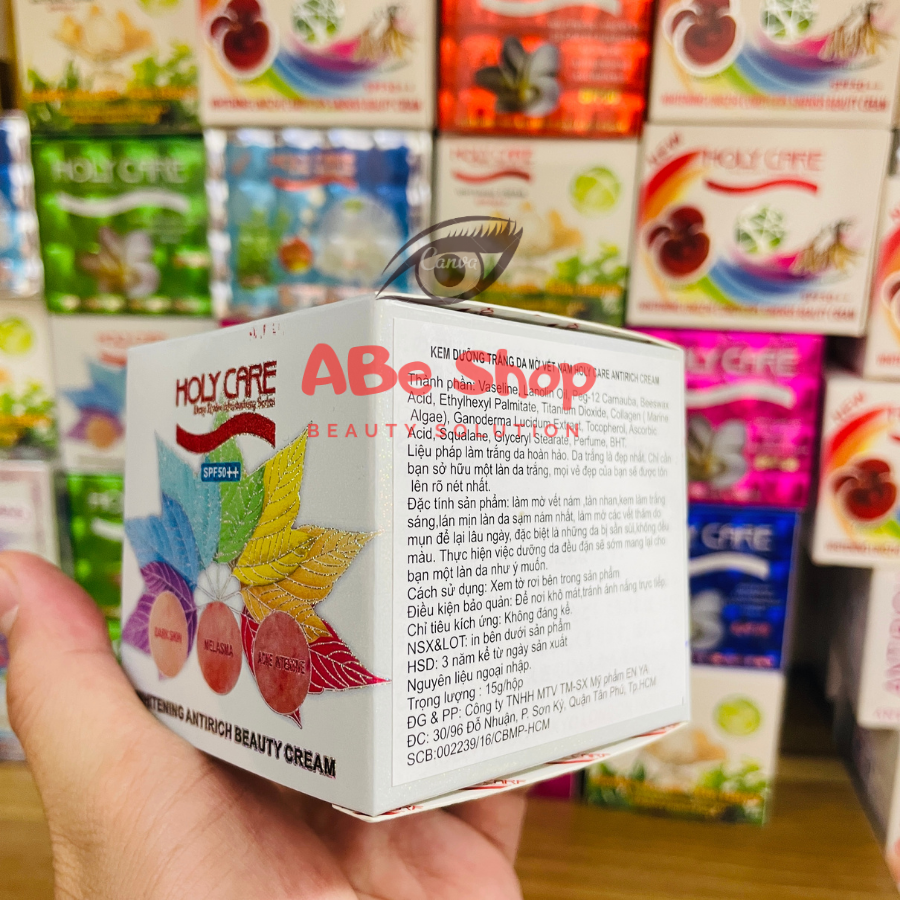 HOLY CARE
HOLY CARE
HOLY CARE
NEW
HOLY CARE
Canva
ABe Shop
BEAUTY SOLUTION
HOLY CARE
SPF50++
DARKSKIN
MELASMA
ACNE INTENSIVE
WHITENING ANTIRICH BEAUTY CREAM
KEM DƯỠNG TRẮNG DA MỜ VẾT NÁM HOLY CARE ANTIRICH CREAM
Thành phần: Vaseline, Lanolin Oil, Peg-12 Carnauba, Beeswax
Acid, Ethylhexyl Palmitate, Titanium Dioxide, Collagen ( Marine
Algae), Ganoderma Lucidum Extract, Tocopherol, Ascorbic
Acid, Squalane, Glyceryl Stearate, Perfume, BHT.
Liệu pháp làm trắng da hoàn hảo. Da trắng là đẹp nhất. Chỉ cần
bạn sở hữu một làn da trắng, mọi vẻ đẹp của bạn sẽ được tôn
lên rõ nét nhất.
Đặc tính sản phẩm: làm mờ vết nám ,tàn nhan,kem làm trắng
sáng,lán mịn làn da sạm nám nhất, làm mờ các vết thâm do
mụn để lại lâu ngày, đặc biệt là những da bị sần sùi,không đều
màu. Thực hiện việc dưỡng da đều đặn sẽ sớm mang lại cho
bạn một làn da như ý muốn.
Cách sử dụng: Xem tờ rơi bên trong sản phẩm
Điều kiện bảo quản: Để nơi khô mát,tránh ánh nắng trực tiếp.
Chỉ tiêu kích ứng: Không đáng kể.
NSX&LOT: in bên dưới sản phẩm
HSD: 3 năm kể từ ngày sản xuất
Nguyên liệu ngoại nhập.
Trọng lượng : 15g/hộp
ĐG & PP: Công ty TNHH MTV TM-SX Mỹ phẩm EN YA
ĐC: 30/96 Đỗ Nhuận, P. Sơn Kỳ, Quận Tân Phú, Tp.HCM
SCB:002239/16/CBMP-HCM